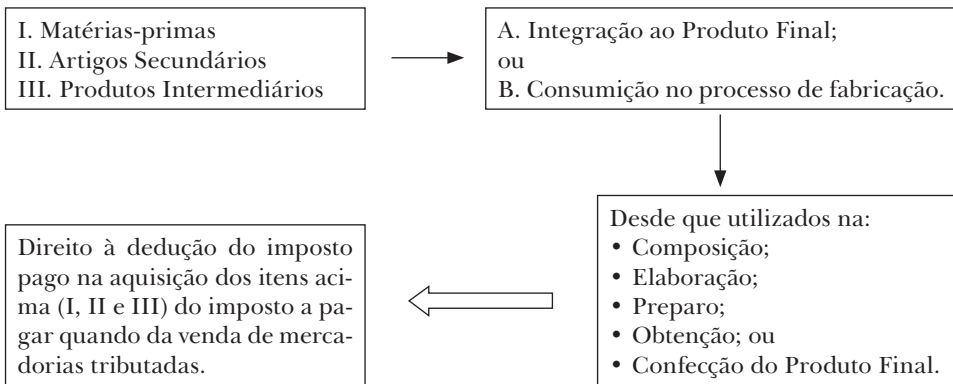 I. Matérias-primas
II. Artigos Secundários
III. Produtos Intermediários
A. Integração ao Produto Final;
ou
B. Consumição no processo de fabricação.
Desde que utilizados na:
• Composição;
• Elaboração;
• Preparo;
• Obtenção; ou
• Confecção do Produto Final.
Direito à dedução do imposto
pago na aquisição dos itens aci-
ma (I, II e III) do imposto a pa-
gar quando da venda de merca-
dorias tributadas.